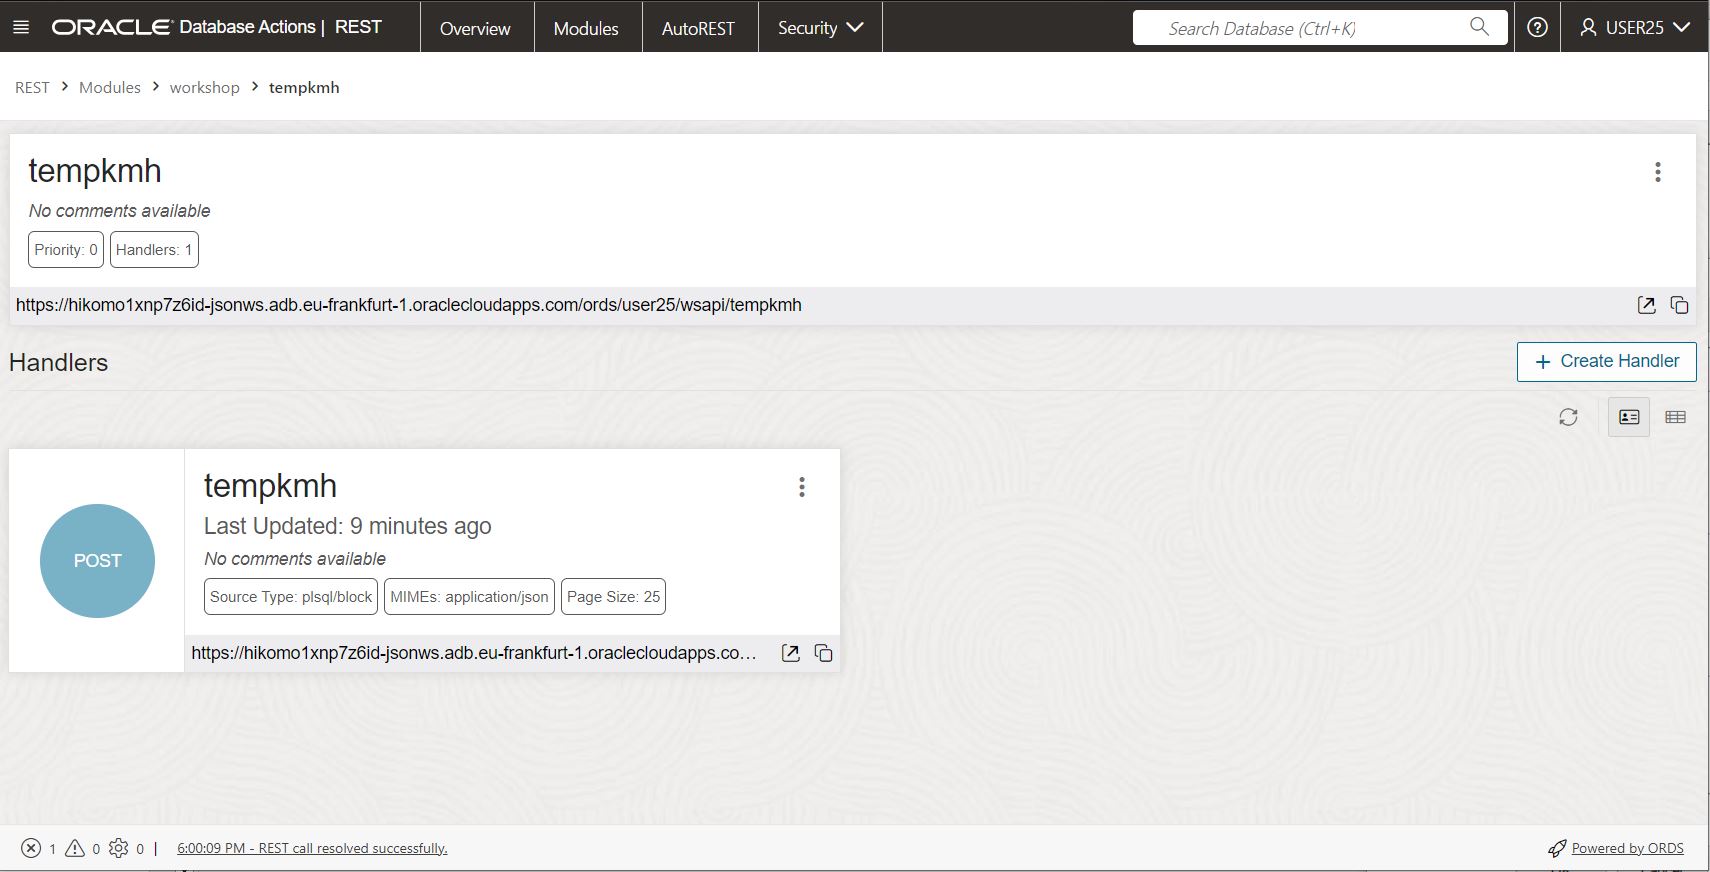 ORACLE Database Actions | REST
Overview
Modules
AutoREST
Security
Search Database (Ctrl+K)
USER25
REST > Modules > workshop > tempkmh
tempkmh
No comments available
Priority: 0
Handlers: 1
https://hikomo1xnp7z6id-jsonws.adb.eu-frankfurt-1.oraclecloudapps.com/ords/user25/wsapi/tempkmh
Handlers
+ Create Handler
POST
tempkmh
Last Updated: 9 minutes ago
No comments available
Source Type: plsql/block
MIMEs: application/json
Page Size: 25
https://hikomo1xnp7z6id-jsonws.adb.eu-frankfurt-1.oraclecloudapps.co…
1 0 0 | 6:00:09 PM - REST call resolved successfully.
Powered by ORDS